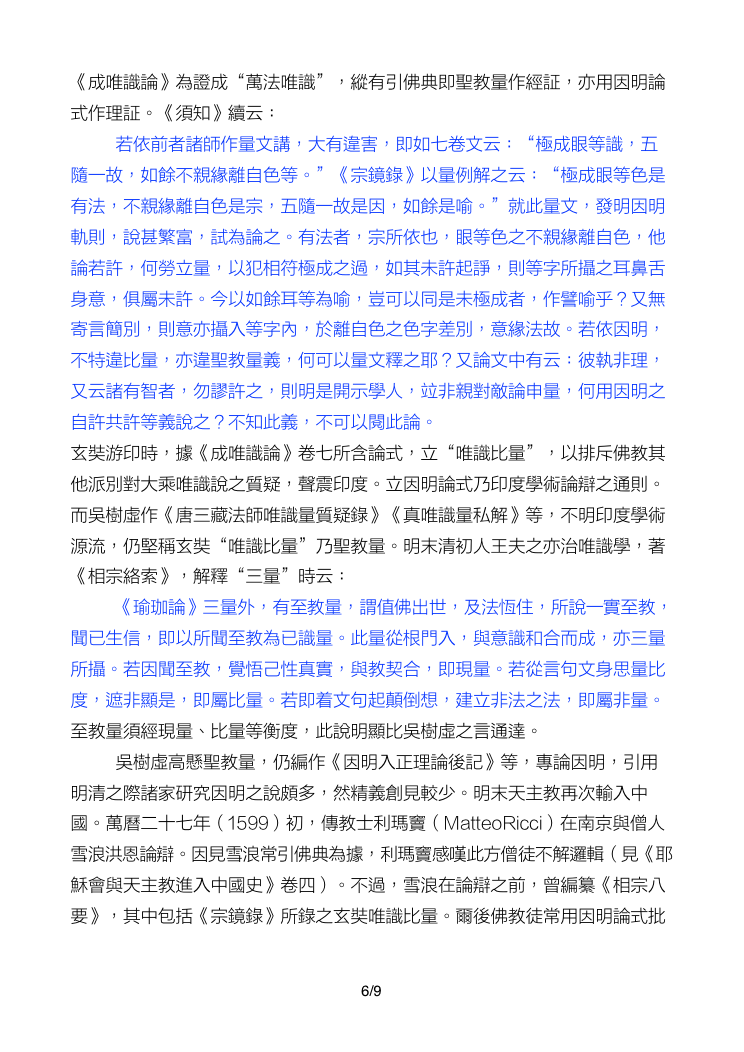 《成唯識論》為證成“萬法唯識”，縱有引佛典即聖教量作經証，亦用因明論
式作理証。《須知》續云：
若依前者諸師作量文講，大有違害，即如七卷文云：“極成眼等識，五
隨一故，如餘不親緣離自色等。”《宗鏡錄》以量例解之云：“極成眼等色是
有法，不親緣離自色是宗，五隨一故是因，如餘是喻。”就此量文，發明因明
軌則，說甚繁富，試為論之。有法者，宗所依也，眼等色之不親緣離自色，他
論若許，何勞立量，以犯相符極成之過，如其未許起諍，則等字所攝之耳鼻舌
身意，俱屬未許。今以如餘耳等為喻，豈可以同是未極成者，作譬喻乎？又無
寄言簡別，則意亦攝入等字內，於離自色之色字差別，意緣法故。若依因明，
不特違比量，亦違聖教量義，何可以量文釋之耶？又論文中有云：彼執非理，
又云諸有智者，勿謬許之，則明是開示學人，竝非親對敵論申量，何用因明之
自許共許等義說之？不知此義，不可以閱此論。
玄奘游印時，據《成唯識論》卷七所含論式，立“唯識比量”，以排斥佛教其
他派別對大乘唯識說之質疑，聲震印度。立因明論式乃印度學術論辯之通則。
而吳樹虛作《唐三藏法師唯識量質疑錄》《真唯識量私解》等，不明印度學術
源流，仍堅稱玄奘“唯識比量”乃聖教量。明末清初人王夫之亦治唯識學，著
《相宗絡索》，解釋“三量”時云：
《瑜珈論》三量外，有至教量，謂值佛出世，及法恆住，所說一實至教，
聞已生信，即以所聞至教為已識量。此量從根門入，與意識和合而成，亦三量
所攝。若因聞至教，覺悟己性真實，與教契合，即現量。若從言句文身思量比
度，遮非顯是，即屬比量。若即着文句起顛倒想，建立非法之法，即屬非量。
至教量須經現量、比量等衡度，此說明顯比吳樹虛之言通達。
吳樹虛高懸聖教量，仍編作《因明入正理論後記》等，專論因明，引用
明清之際諸家研究因明之說頗多，然精義創見較少。明末天主教再次輸入中
國。萬曆二十七年（1599）初，傳教士利瑪竇（MatteoRicci）在南京與僧人
雪浪洪恩論辯。因見雪浪常引佛典為據，利瑪竇感嘆此方僧徒不解邏輯（見《耶
穌會與天主教進入中國史》卷四）。不過，雪浪在論辯之前，曾編纂《相宗八
要》，其中包括《宗鏡錄》所錄之玄奘唯識比量。爾後佛教徒常用因明論式批
6/9